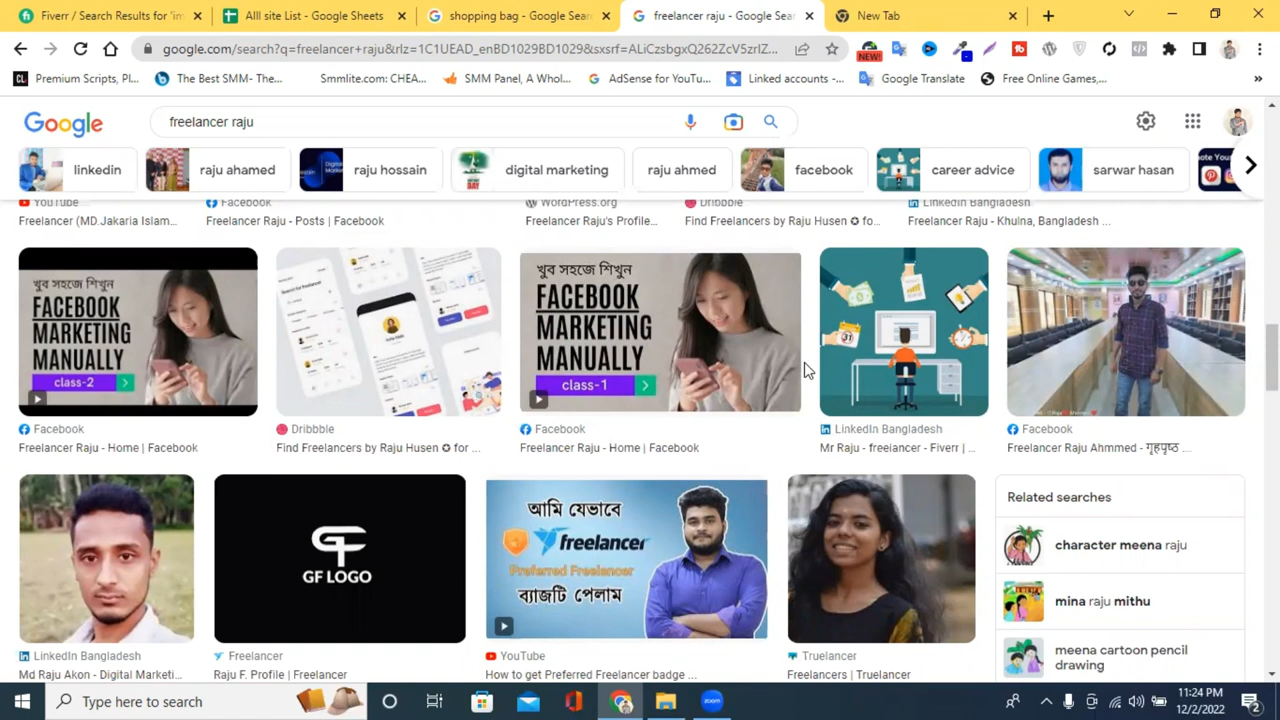 Fiverr / Search Results for 'im
Alll site List - Google Sheets
shopping bag - Google Sear
freelancer raju - Google Sear
New Tab
google.com/search?q=freelancer+raju&rlz=1C1UEAD_enBD1029BD1029&sxsrf=ALiCzsbgxQ262ZcV5zrlZ...
NEW!
Premium Scripts, Pl...
The Best SMM- The...
Smmlite.com: CHEA...
SMM Panel, A Whol...
AdSense for YouTu...
Linked accounts -...
Google Translate
Free Online Games,...
Google
freelancer raju
linkedin
raju ahamed
raju hossain
digital marketing
raju ahmed
facebook
career advice
sarwar hasan
YouTube
Facebook
WordPress.org
Dribbble
LinkedIn Bangladesh
Freelancer (MD.Jakaria Islam...
Freelancer Raju - Posts | Facebook
Freelancer Raju's Profile...
Find Freelancers by Raju Husen ✪ fo...
Freelancer Raju - Khulna, Bangladesh ...
খুব সহজে শিখুন
FACEBOOK
MARKETING
MANUALLY
class-2
খুব সহজে শিখুন
FACEBOOK
MARKETING
MANUALLY
class-1
31
Facebook
Dribbble
Facebook
LinkedIn Bangladesh
Facebook
Freelancer Raju - Home | Facebook
Find Freelancers by Raju Husen ✪ for ...
Freelancer Raju - Home | Facebook
Mr Raju - freelancer - Fiverr | ...
Freelancer Raju Ahmmed - গৃহপৃষ্ঠ ...
GF LOGO
আমি যেভাবে
freelancer
Preferred Freelancer
ব্যাজটি পেলাম
Related searches
character meena raju
mina raju mithu
meena cartoon pencil
drawing
LinkedIn Bangladesh
Freelancer
YouTube
Truelancer
Md Raju Akon - Digital Marketi...
Raju F. Profile | Freelancer
How to get Preferred Freelancer badge ...
Freelancers | Truelancer
Type here to search
zoom
11:24 PM
12/2/2022
2